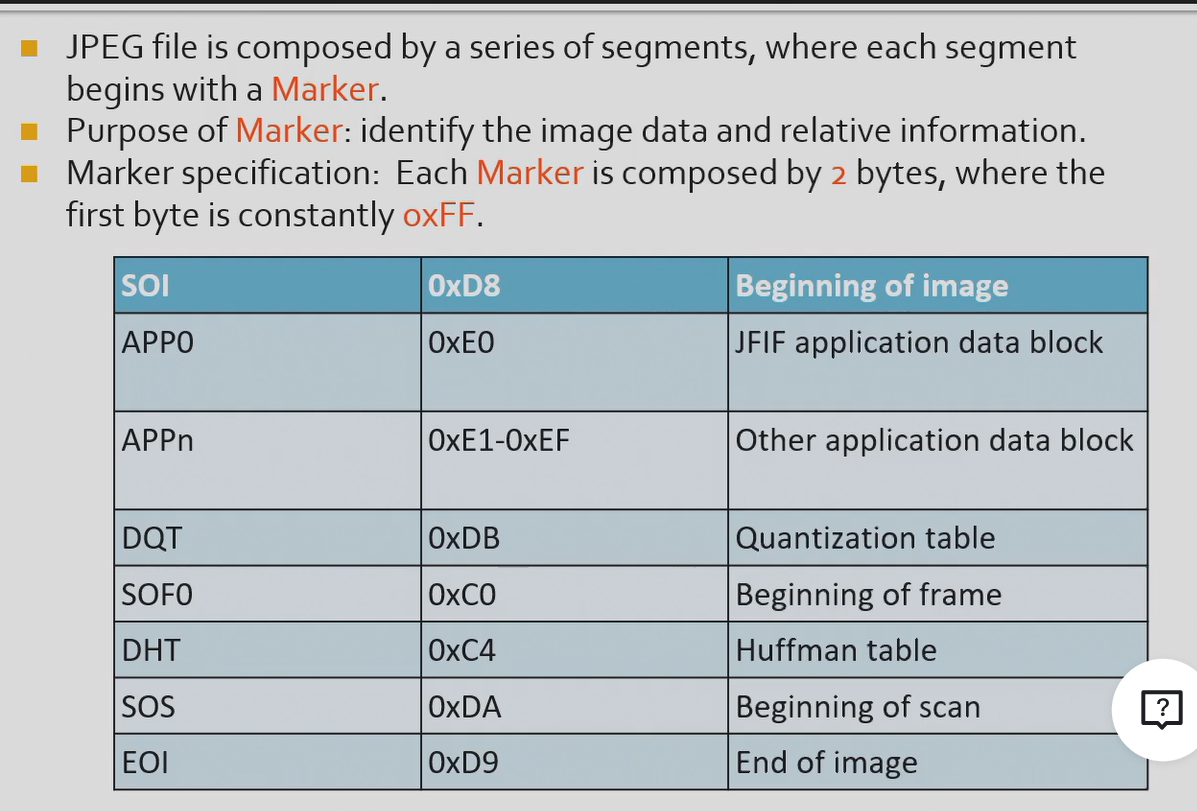 JPEG file is composed by a series of segments, where each segment
begins with a Marker.
Purpose of Marker: identify the image data and relative information.
Marker specification:  Each Marker is composed by 2 bytes, where the
first byte is constantly 0xFF.
SOI 0xD8 Beginning of image
APP0 0xE0 JFIF application data block
APPn 0xE1-0xEF Other application data block
DQT 0xDB Quantization table
SOF0 0xC0 Beginning of frame
DHT 0xC4 Huffman table
SOS 0xDA Beginning of scan
?
EOI 0xD9 End of image